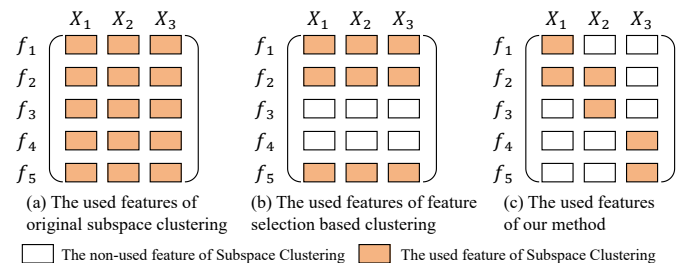 X₁ X₂ X₃ X₁ X₂ X₃ X₁ X₂ X₃
f₁ f₁ f₁
f₂ f₂ f₂
f₃ f₃ f₃
f₄ f₄ f₄
f₅ f₅ f₅
(a) The used features of
original subspace clustering
(b) The used features of feature
selection based clustering
(c) The used features
of our method
The non-used feature of Subspace Clustering The used feature of Subspace Clustering